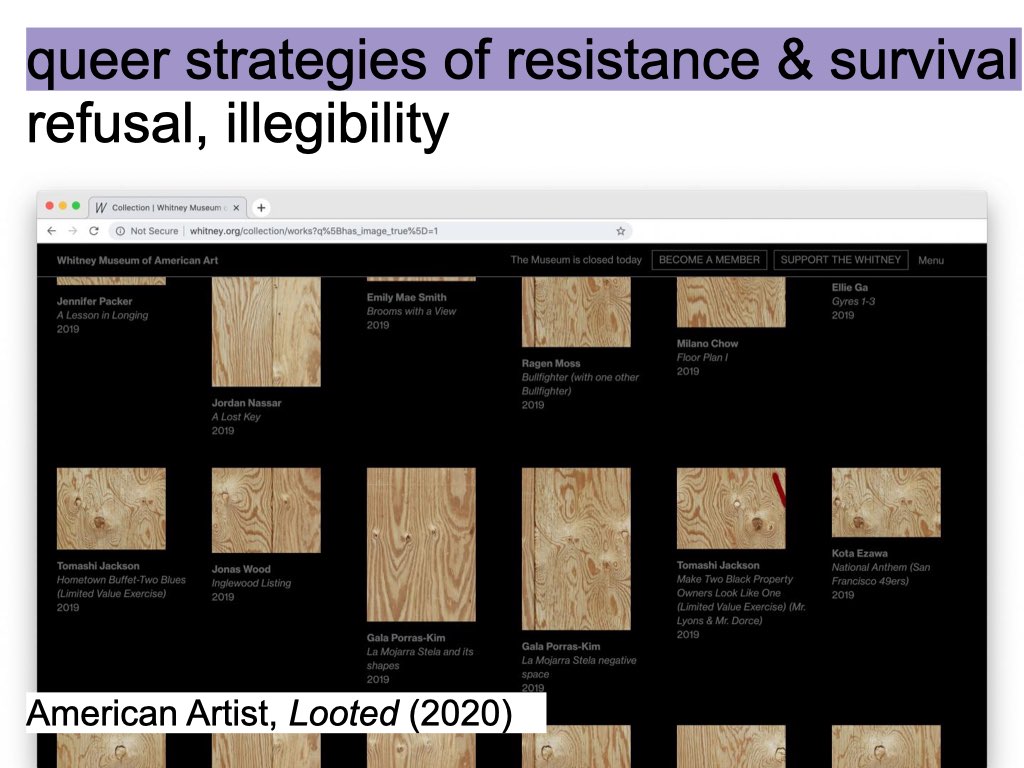 queer strategies of resistance & survival
refusal, illegibility
Collection | Whitney Museum o
Not Secure | whitney.org/collection/works?q%5Bhas_image_true%5D=1
Whitney Museum of American Art
The Museum is closed today
BECOME A MEMBER
SUPPORT THE WHITNEY
Menu
Jennifer Packer
A Lesson in Longing
2019
Jordan Nassar
A Lost Key
2019
Emily Mae Smith
Brooms with a View
2019
Ragen Moss
Bullfighter (with one other
Bullfighter)
2019
Milano Chow
Floor Plan I
2019
Ellie Ga
Gyres 1-3
2019
Tomashi Jackson
Hometown Buffet-Two Blues
(Limited Value Exercise)
2019
Jonas Wood
Inglewood Listing
2019
Gala Porras-Kim
La Mojarra Stela and its
shapes
2019
Gala Porras-Kim
La Mojarra Stela negative
space
2019
Tomashi Jackson
Make Two Black Property
Owners Look Like One
(Limited Value Exercise) (Mr.
Lyons & Mr. Dorce)
2019
Kota Ezawa
National Anthem (San
Francisco 49ers)
2019
American Artist, Looted (2020)